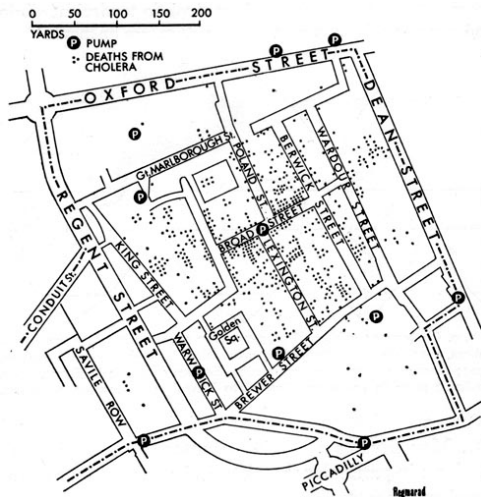 0 50 100 150 200
YARDS
P PUMP
DEATHS FROM
CHOLERA
OXFORD STREET
P
P
DEAN STREET
P
Gt. MARLBOROUGH St.
POLAND St.
BERWICK STREET
WARDOUR STREET
REGENT STREET
P
BROAD STREET
P
KING STREET
LEXINGTON St.
CONDUIT St.
P
Golden
Sq.
P
WARWICK St.
P
BREWER STREET
P
SAVILE ROW
P
P
PICCADILLY